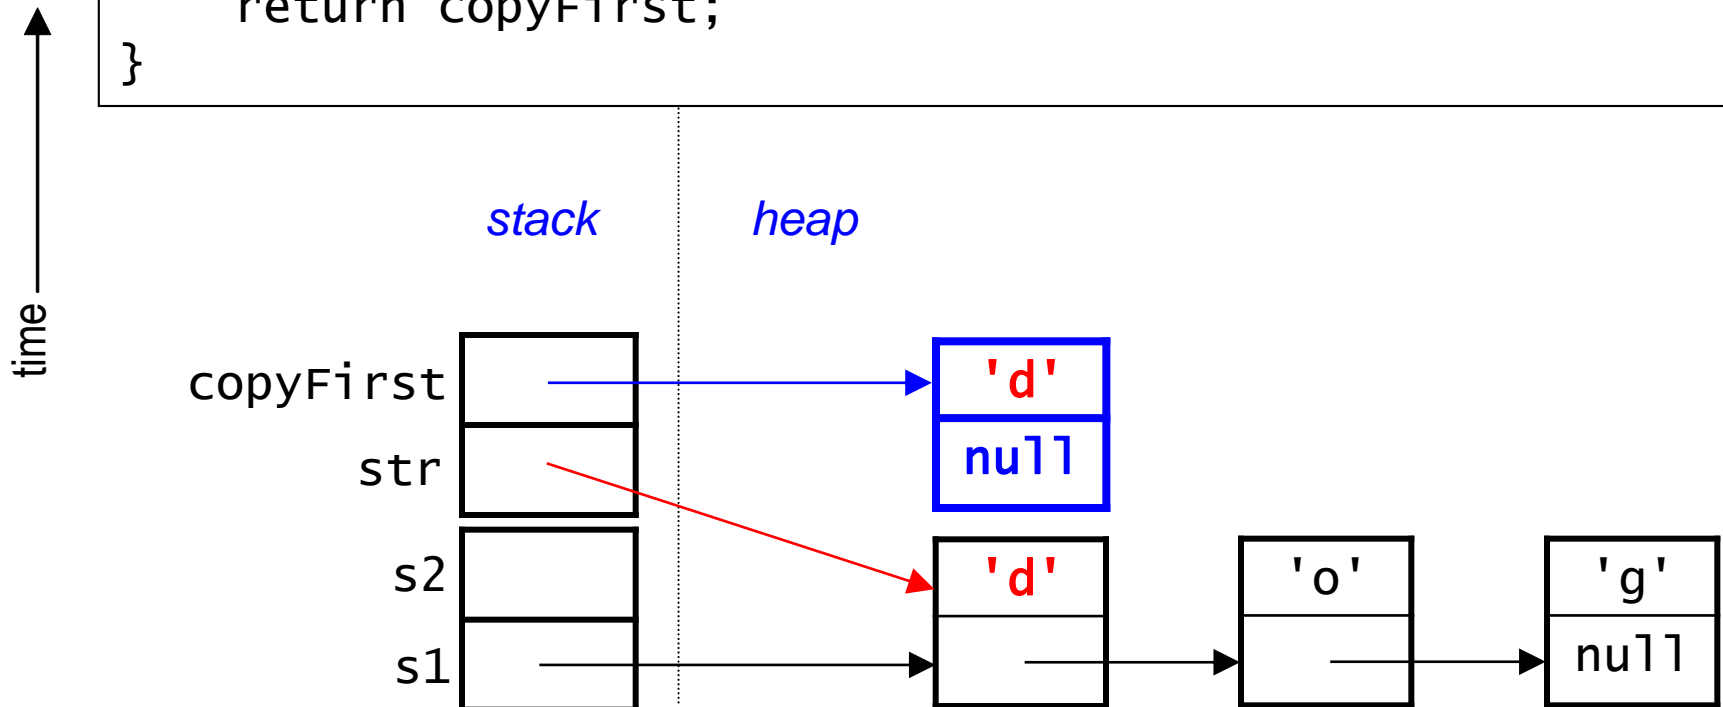 return copyFirst;
}
stack heap
time
copyFirst 'd'
null
str
s2 'd' 'o' 'g'
s1 null